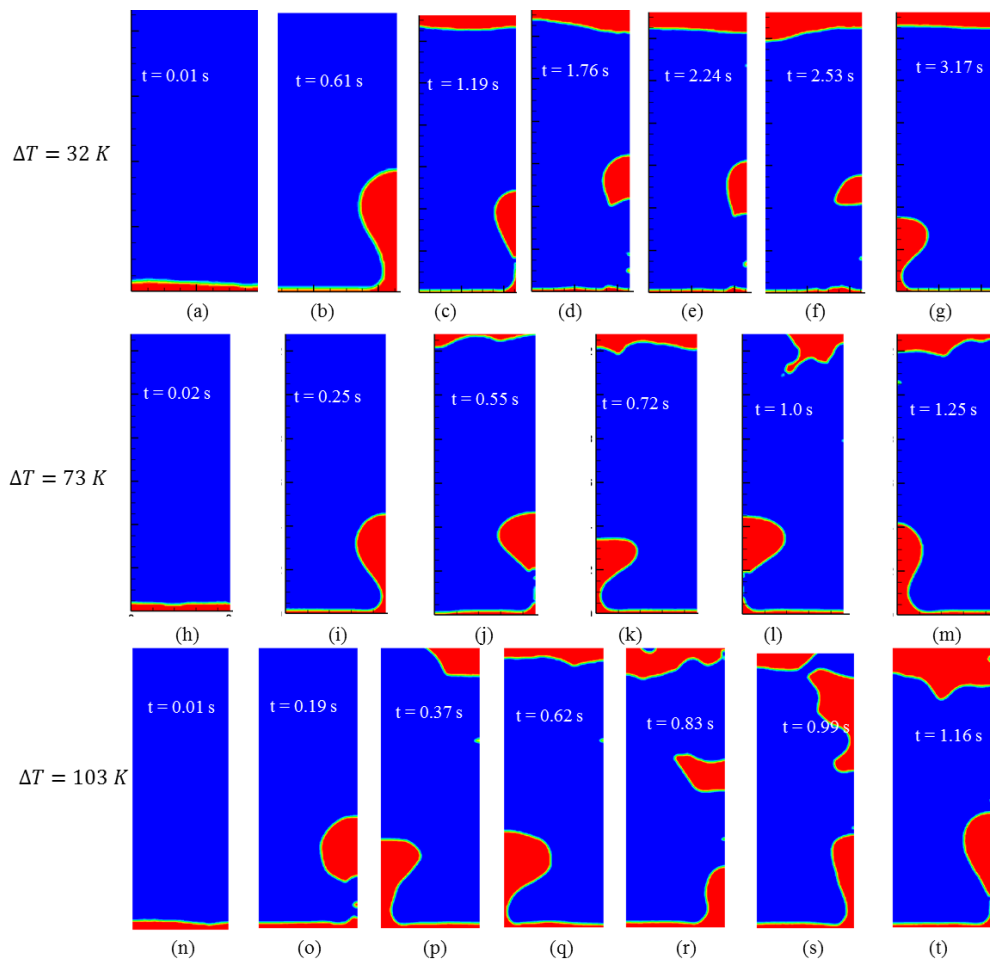 t = 0.01 s
t = 0.61 s
t = 1.19 s
t = 1.76 s
t = 2.24 s
t = 2.53 s
t = 3.17 s
ΔT = 32 K
(a)
(b)
(c)
(d)
(e)
(f)
(g)
t = 0.02 s
t = 0.25 s
t = 0.55 s
t = 0.72 s
t = 1.0 s
t = 1.25 s
ΔT = 73 K
(h)
(i)
(j)
(k)
(l)
(m)
t = 0.01 s
t = 0.19 s
t = 0.37 s
t = 0.62 s
t = 0.83 s
t = 0.99 s
t = 1.16 s
ΔT = 103 K
(n)
(o)
(p)
(q)
(r)
(s)
(t)